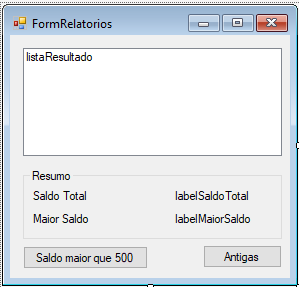 FormRelatorios
listaResultado
Resumo
Saldo Total labelSaldoTotal
Maior Saldo labelMaiorSaldo
Saldo maior que 500 Antigas